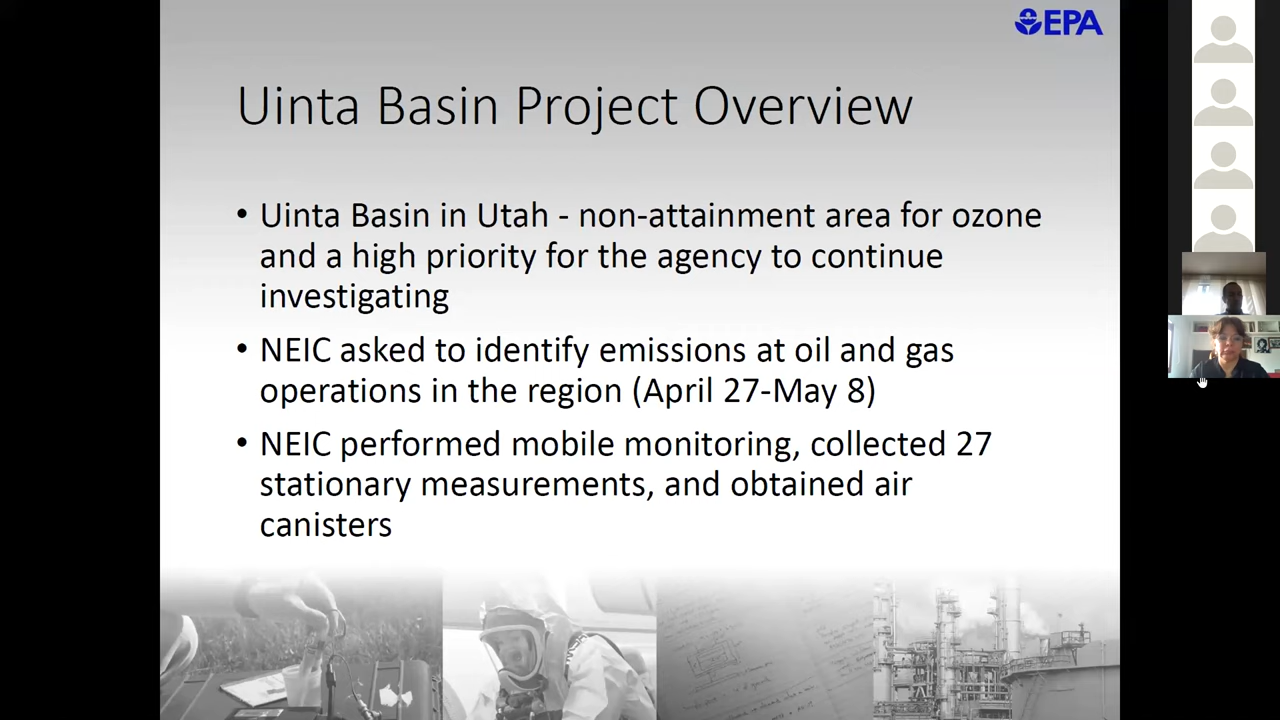 EPA
Uinta Basin Project Overview
• Uinta Basin in Utah - non-attainment area for ozone
and a high priority for the agency to continue
investigating
• NEIC asked to identify emissions at oil and gas
operations in the region (April 27-May 8)
• NEIC performed mobile monitoring, collected 27
stationary measurements, and obtained air
canisters